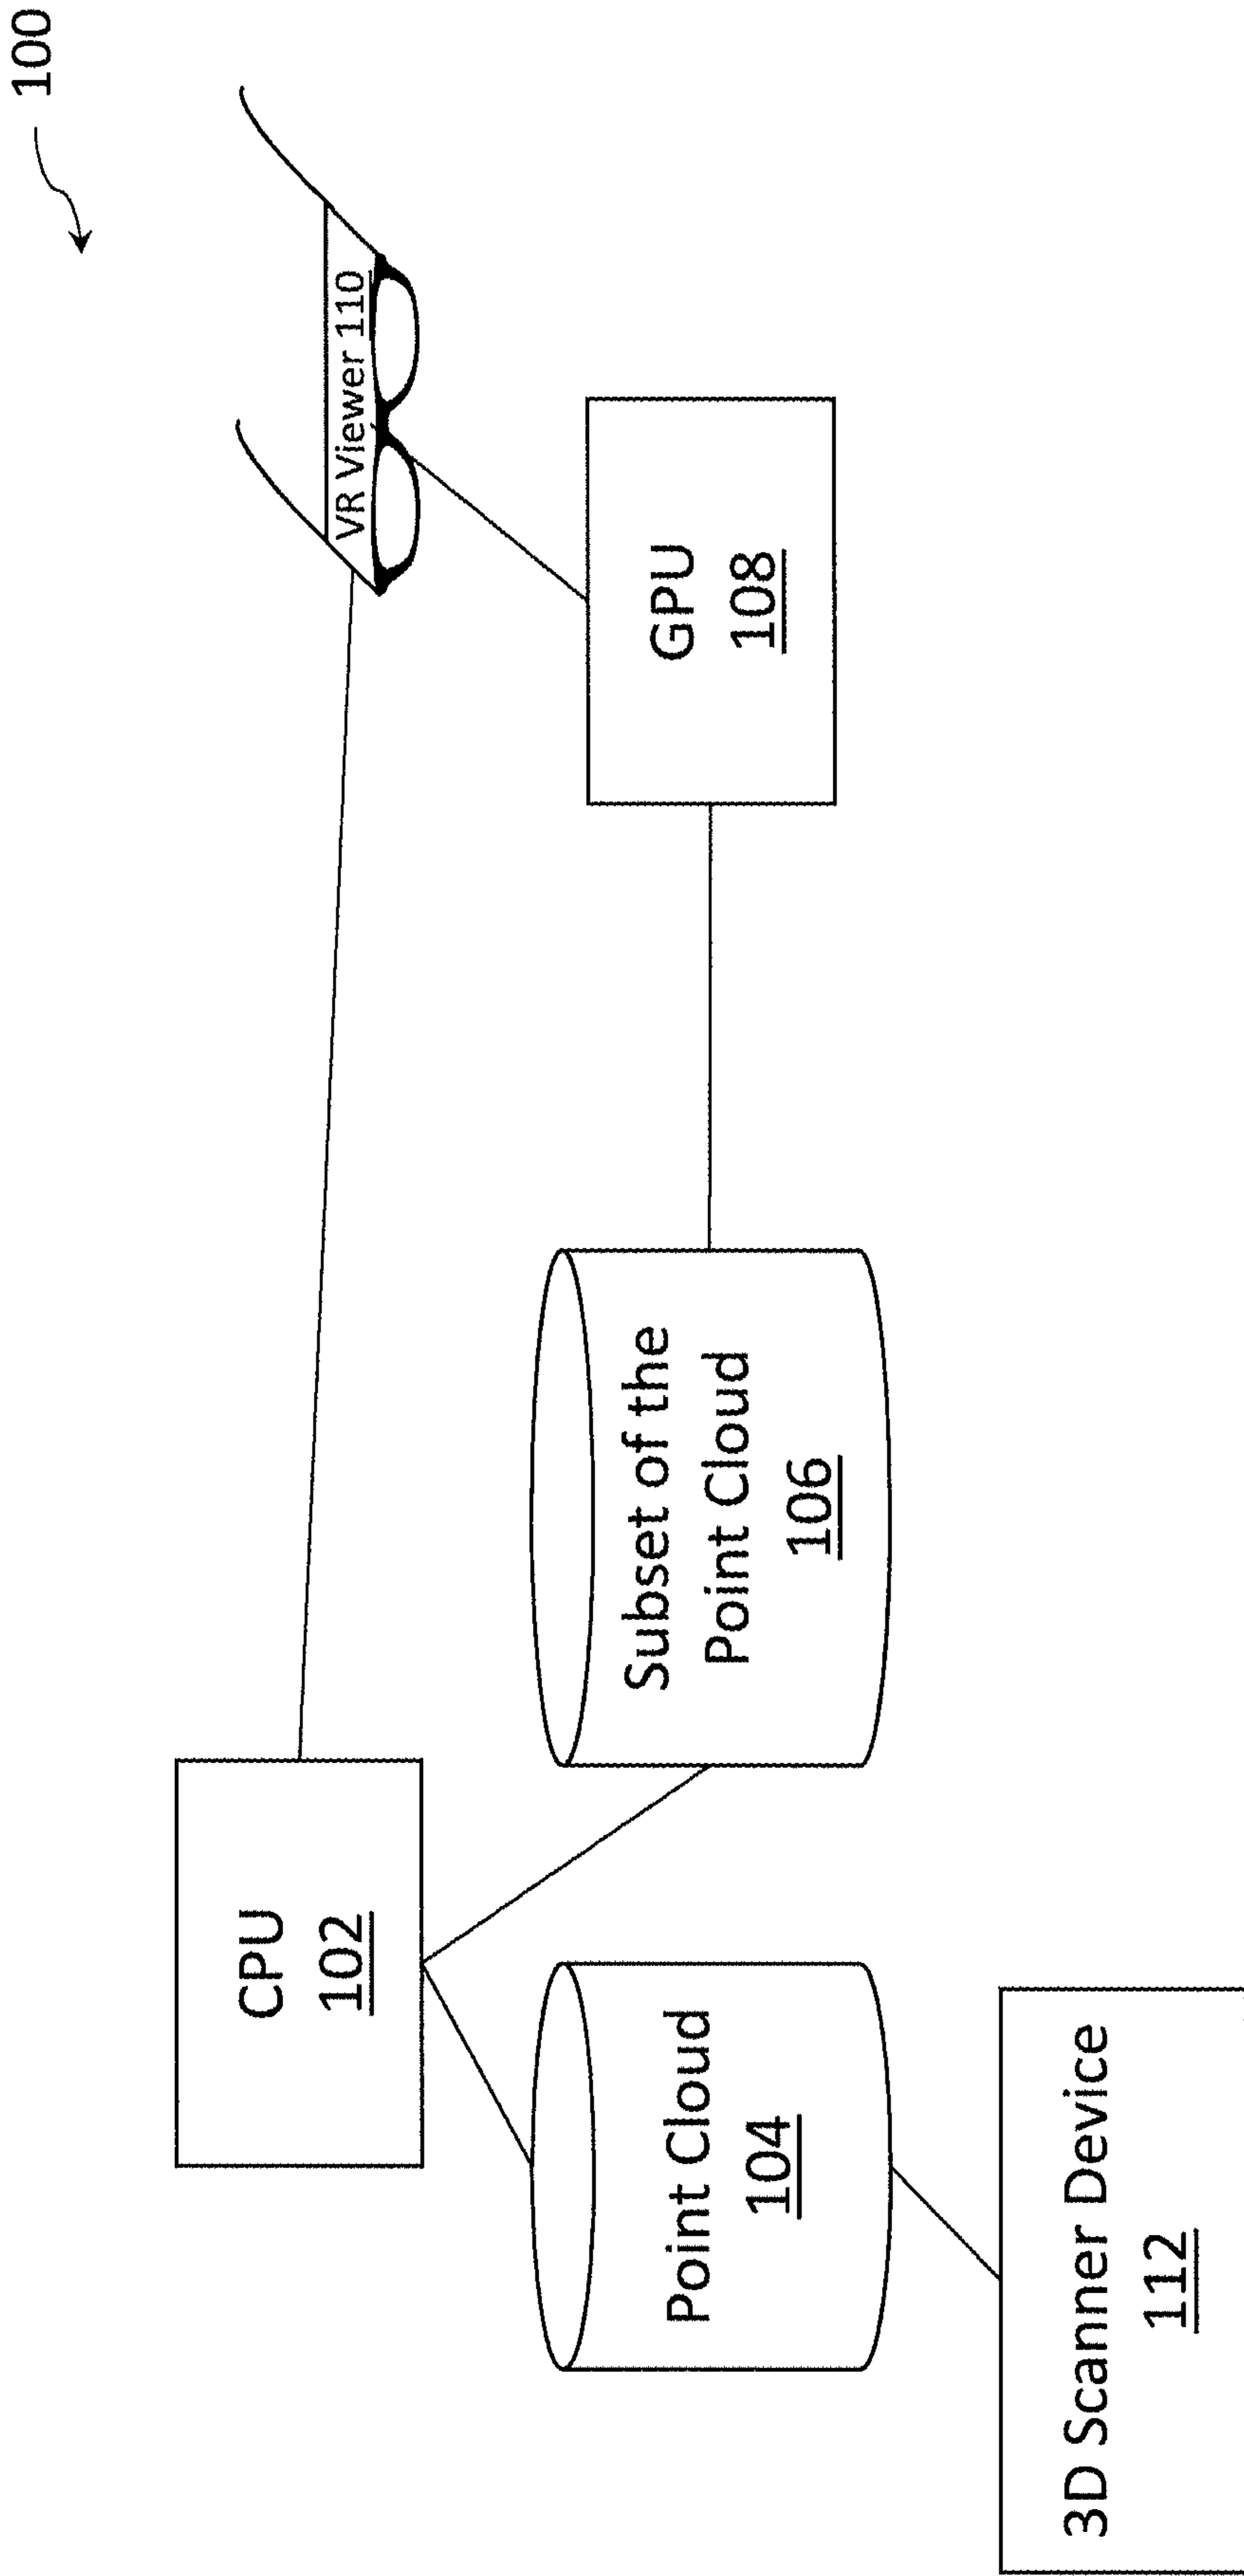 100
VR Viewer 110
CPU
102
Subset of the
Point Cloud
106
GPU
108
Point Cloud
104
3D Scanner Device
112